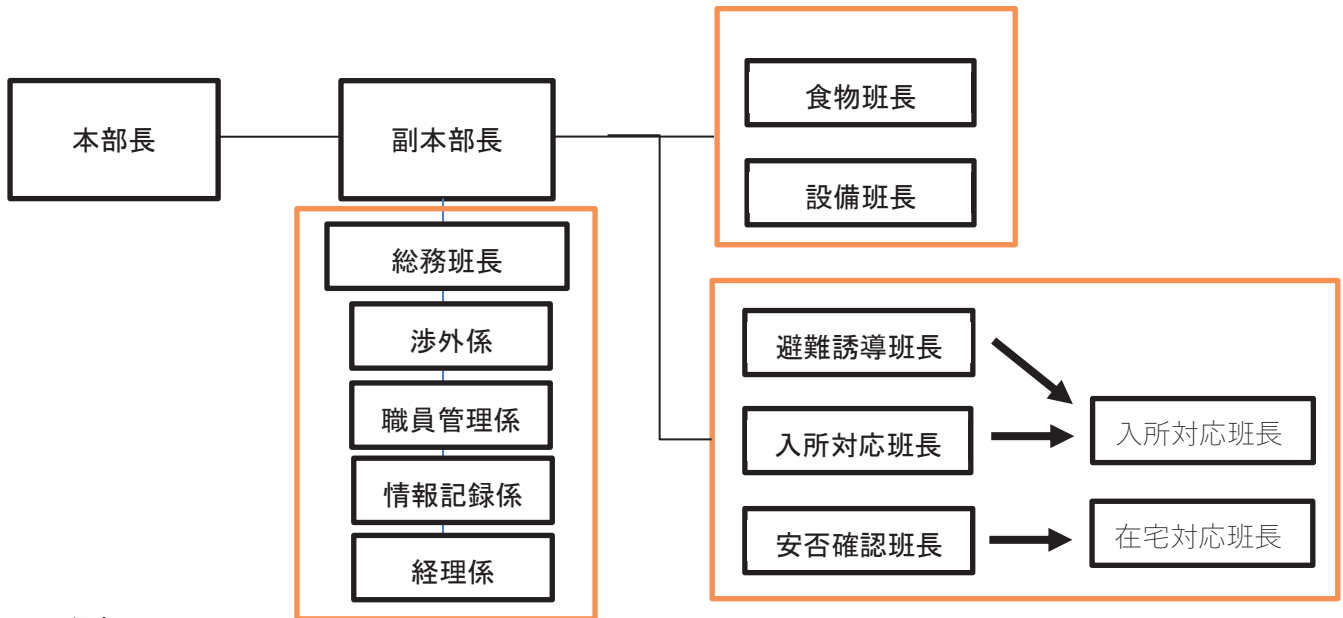 本部長
副本部長
総務班長
渉外係
職員管理係
情報記録係
経理係
食物班長
設備班長
避難誘導班長
入所対応班長
安否確認班長
入所対応班長
在宅対応班長